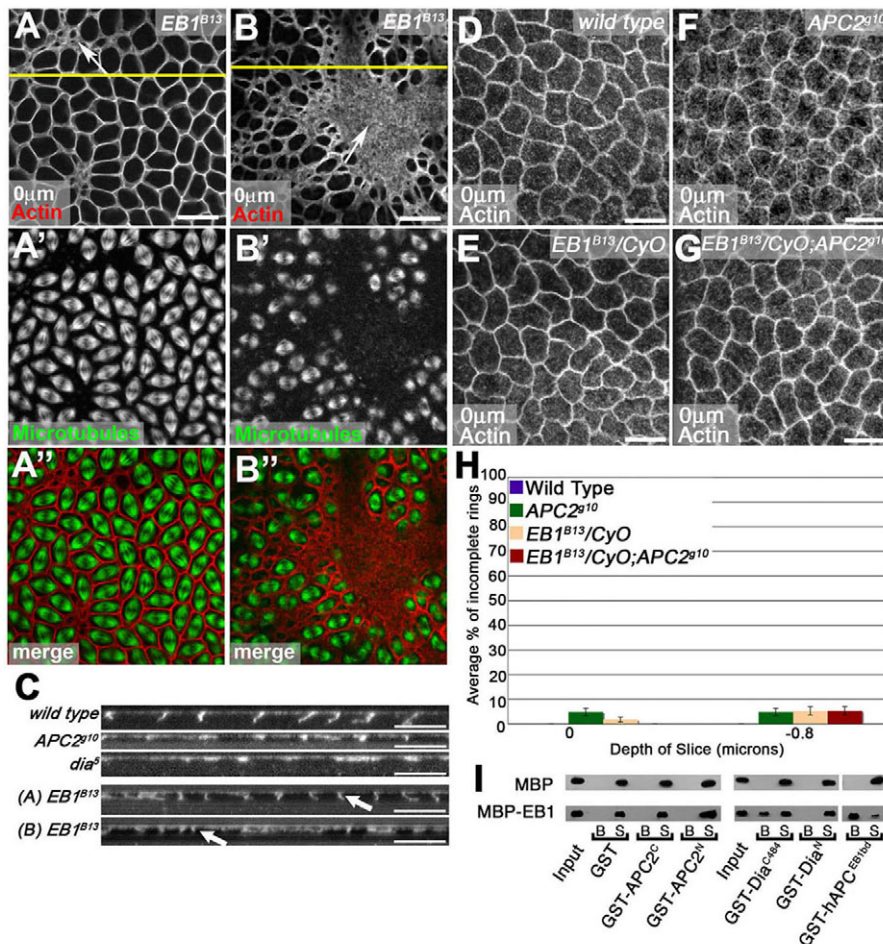 A EB1B13
0μm
Actin
B EB1B13
0μm
Actin
D wild type
0μm
Actin
F APC2g10
0μm
Actin
A'
Microtubules
B'
Microtubules
E EB1B13/CyO
0μm
Actin
G EB1B13/CyO;APC2g10
0μm
Actin
A''
merge
B''
merge
C
wild type
APC2g10
dia5
(A) EB1B13
(B) EB1B13
H
Average % of incomplete rings
100
90
80
70
60
50
40
30
20
10
0
Wild Type
APC2g10
EB1B13/CyO
EB1B13/CyO;APC2g10
0 -0.8
Depth of Slice (microns)
I
MBP
MBP-EB1
B S B S B S B S B S B S
Input
GST
GST-APC2C
GST-APC2N
Input
GST-DiaC484
GST-DiaN
GST-hAPCEB1bd